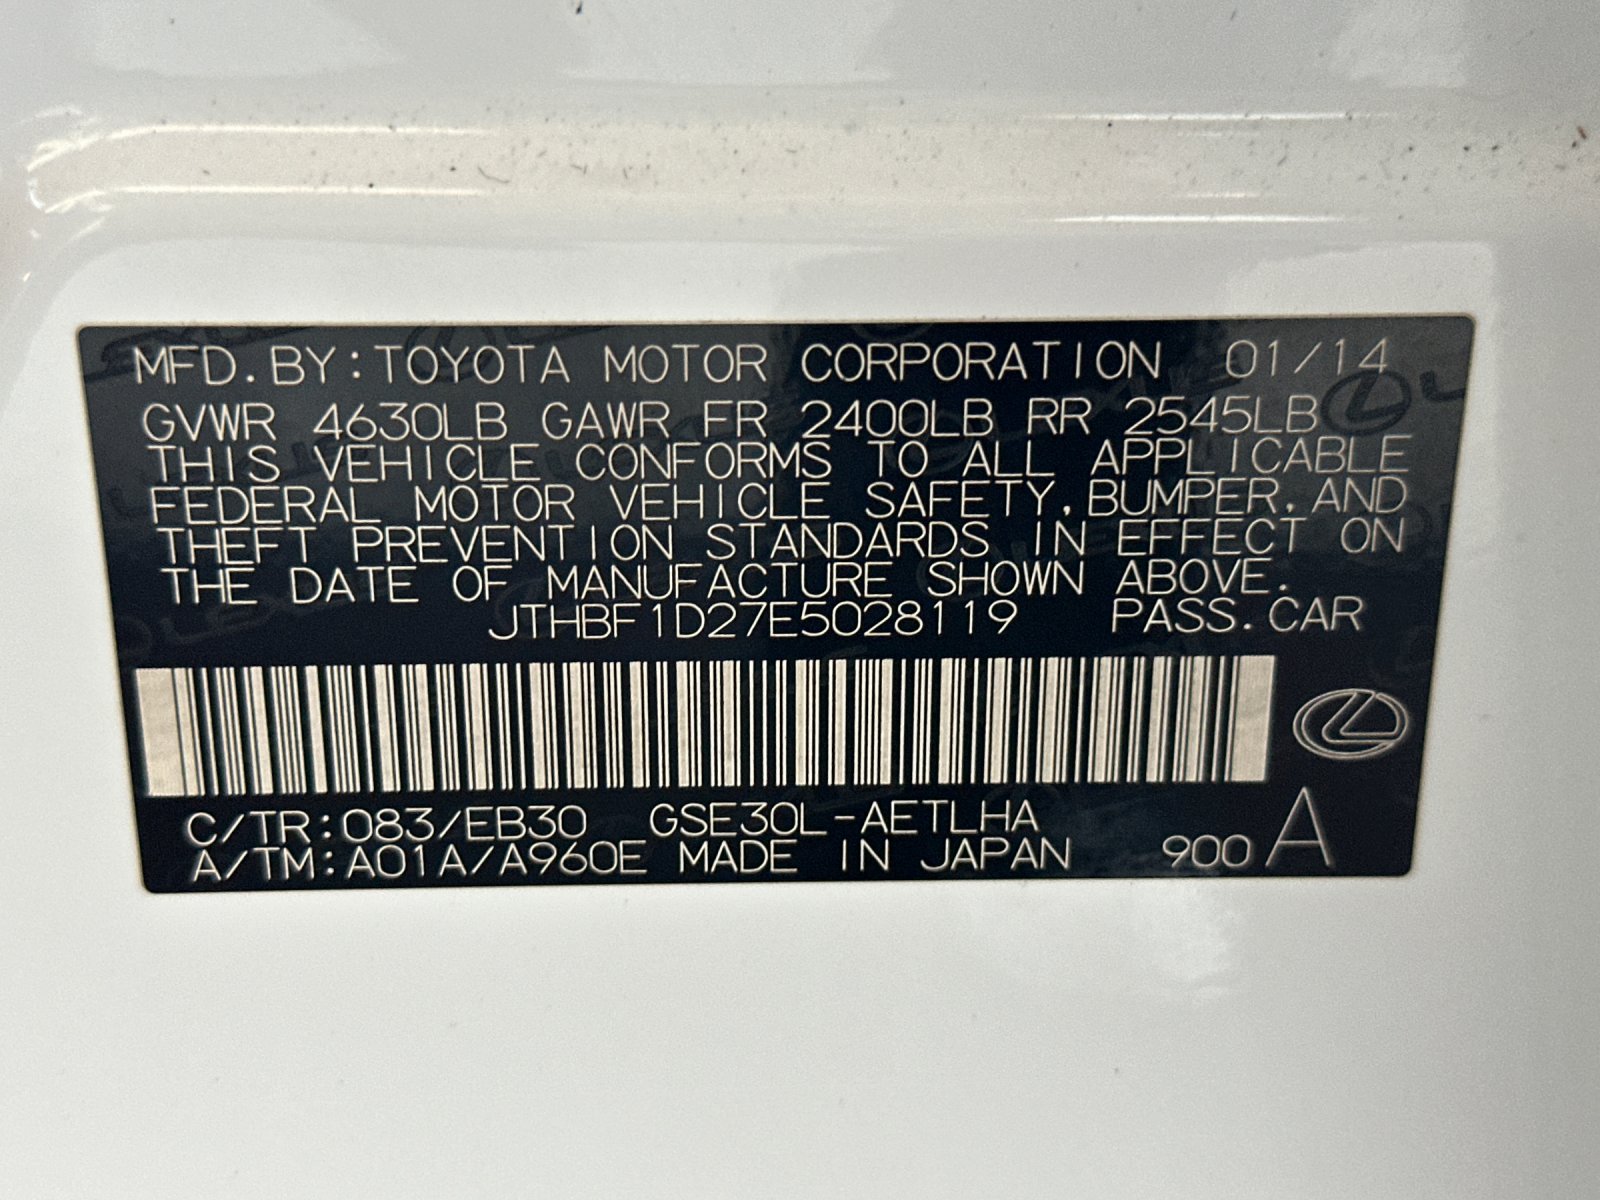 MFD. BY: TOYOTA MOTOR CORPORATION 01/14
GVWR 4630LB GAWR FR 2400LB RR 2545LB
THIS VEHICLE CONFORMS TO ALL APPLICABLE
FEDERAL MOTOR VEHICLE SAFETY, BUMPER, AND
THEFT PREVENTION STANDARDS IN EFFECT ON
THE DATE OF MANUFACTURE SHOWN ABOVE.
JTHBF1D27E5028119 PASS. CAR
C/TR: 083/EB30 GSE30L-AETLHA
A/TM: A01A/A960E MADE IN JAPAN 900 A